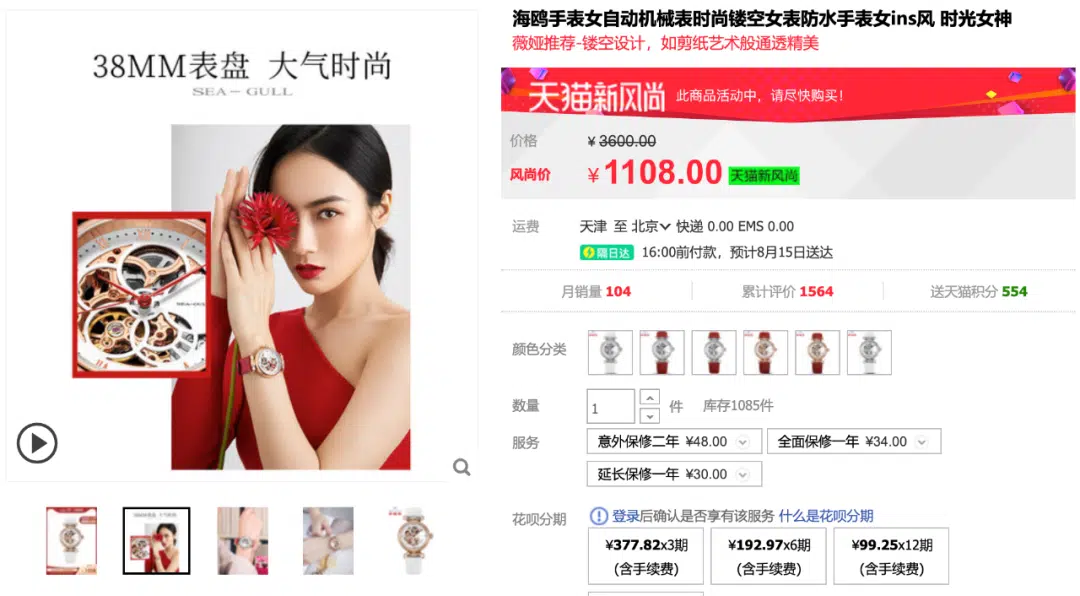 38MM表盘 大气时尚
SEA-GULL
海鸥手表女自动机械表时尚镂空女表防水手表女ins风 时光女神
薇娅推荐-镂空设计，如剪纸艺术般通透精美
天猫新风尚 此商品活动中，请尽快购买！
价格 ¥3600.00
风尚价 ¥1108.00 天猫新风尚
运费 天津 至 北京 快递 0.00 EMS 0.00
隔日达 16:00前付款，预计8月15日送达
月销量 104 累计评价 1564 送天猫积分 554
颜色分类
数量 1 件 库存1085件
服务 意外保修二年 ¥48.00 全面保修一年 ¥34.00
延长保修一年 ¥30.00
花呗分期 登录后确认是否享有该服务 什么是花呗分期
¥377.82x3期 ¥192.97x6期 ¥99.25x12期
(含手续费) (含手续费) (含手续费)